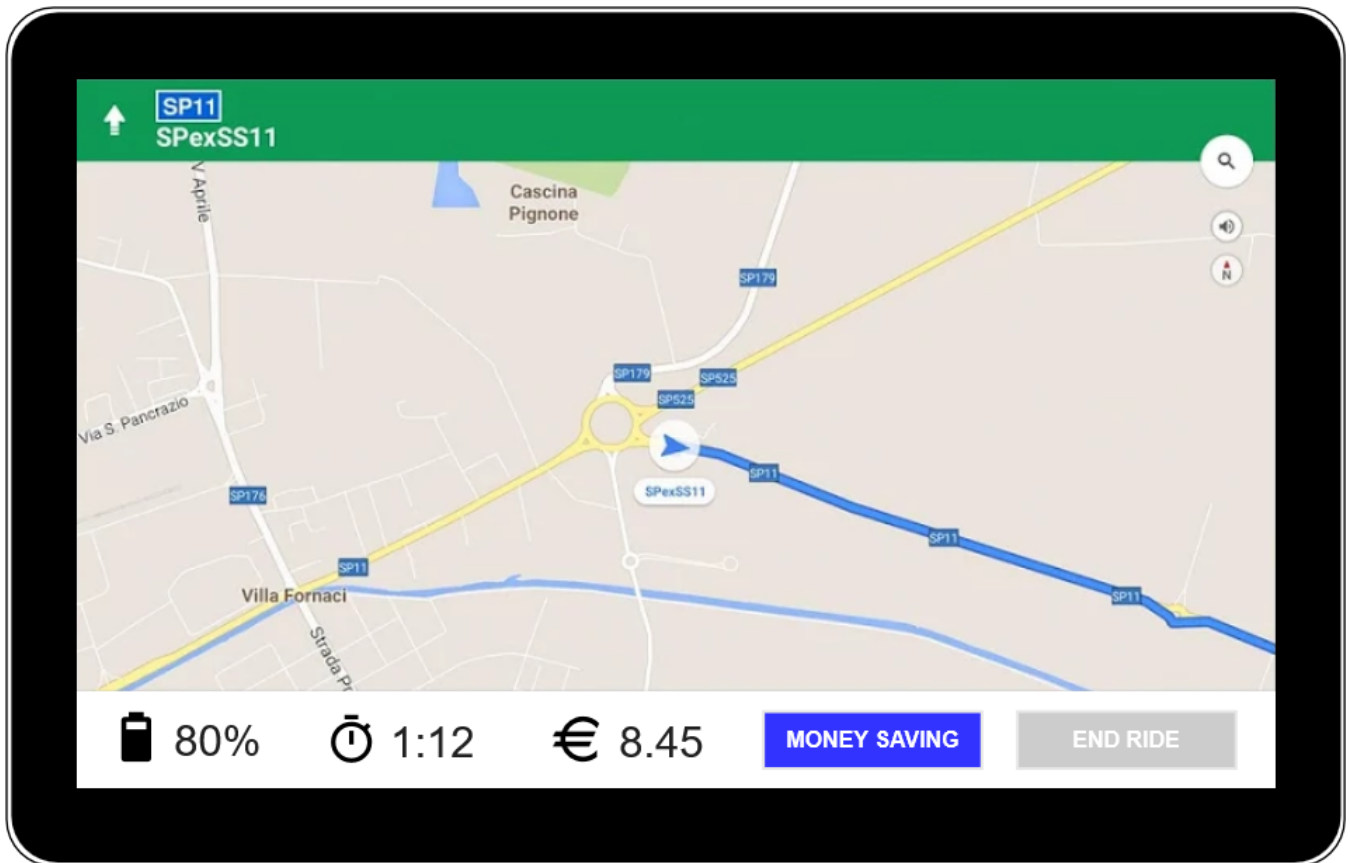 SP11
SPexSS11
V Aprile
Cascina
Pignone
SP179
SP179
SP525
SP525
Via S. Pancrazio
SP11
SPexSS11
SP176
SP11
SP11
SP11
Villa Fornaci
Strada Pr
N
80%
1:12
€ 8.45
MONEY SAVING
END RIDE